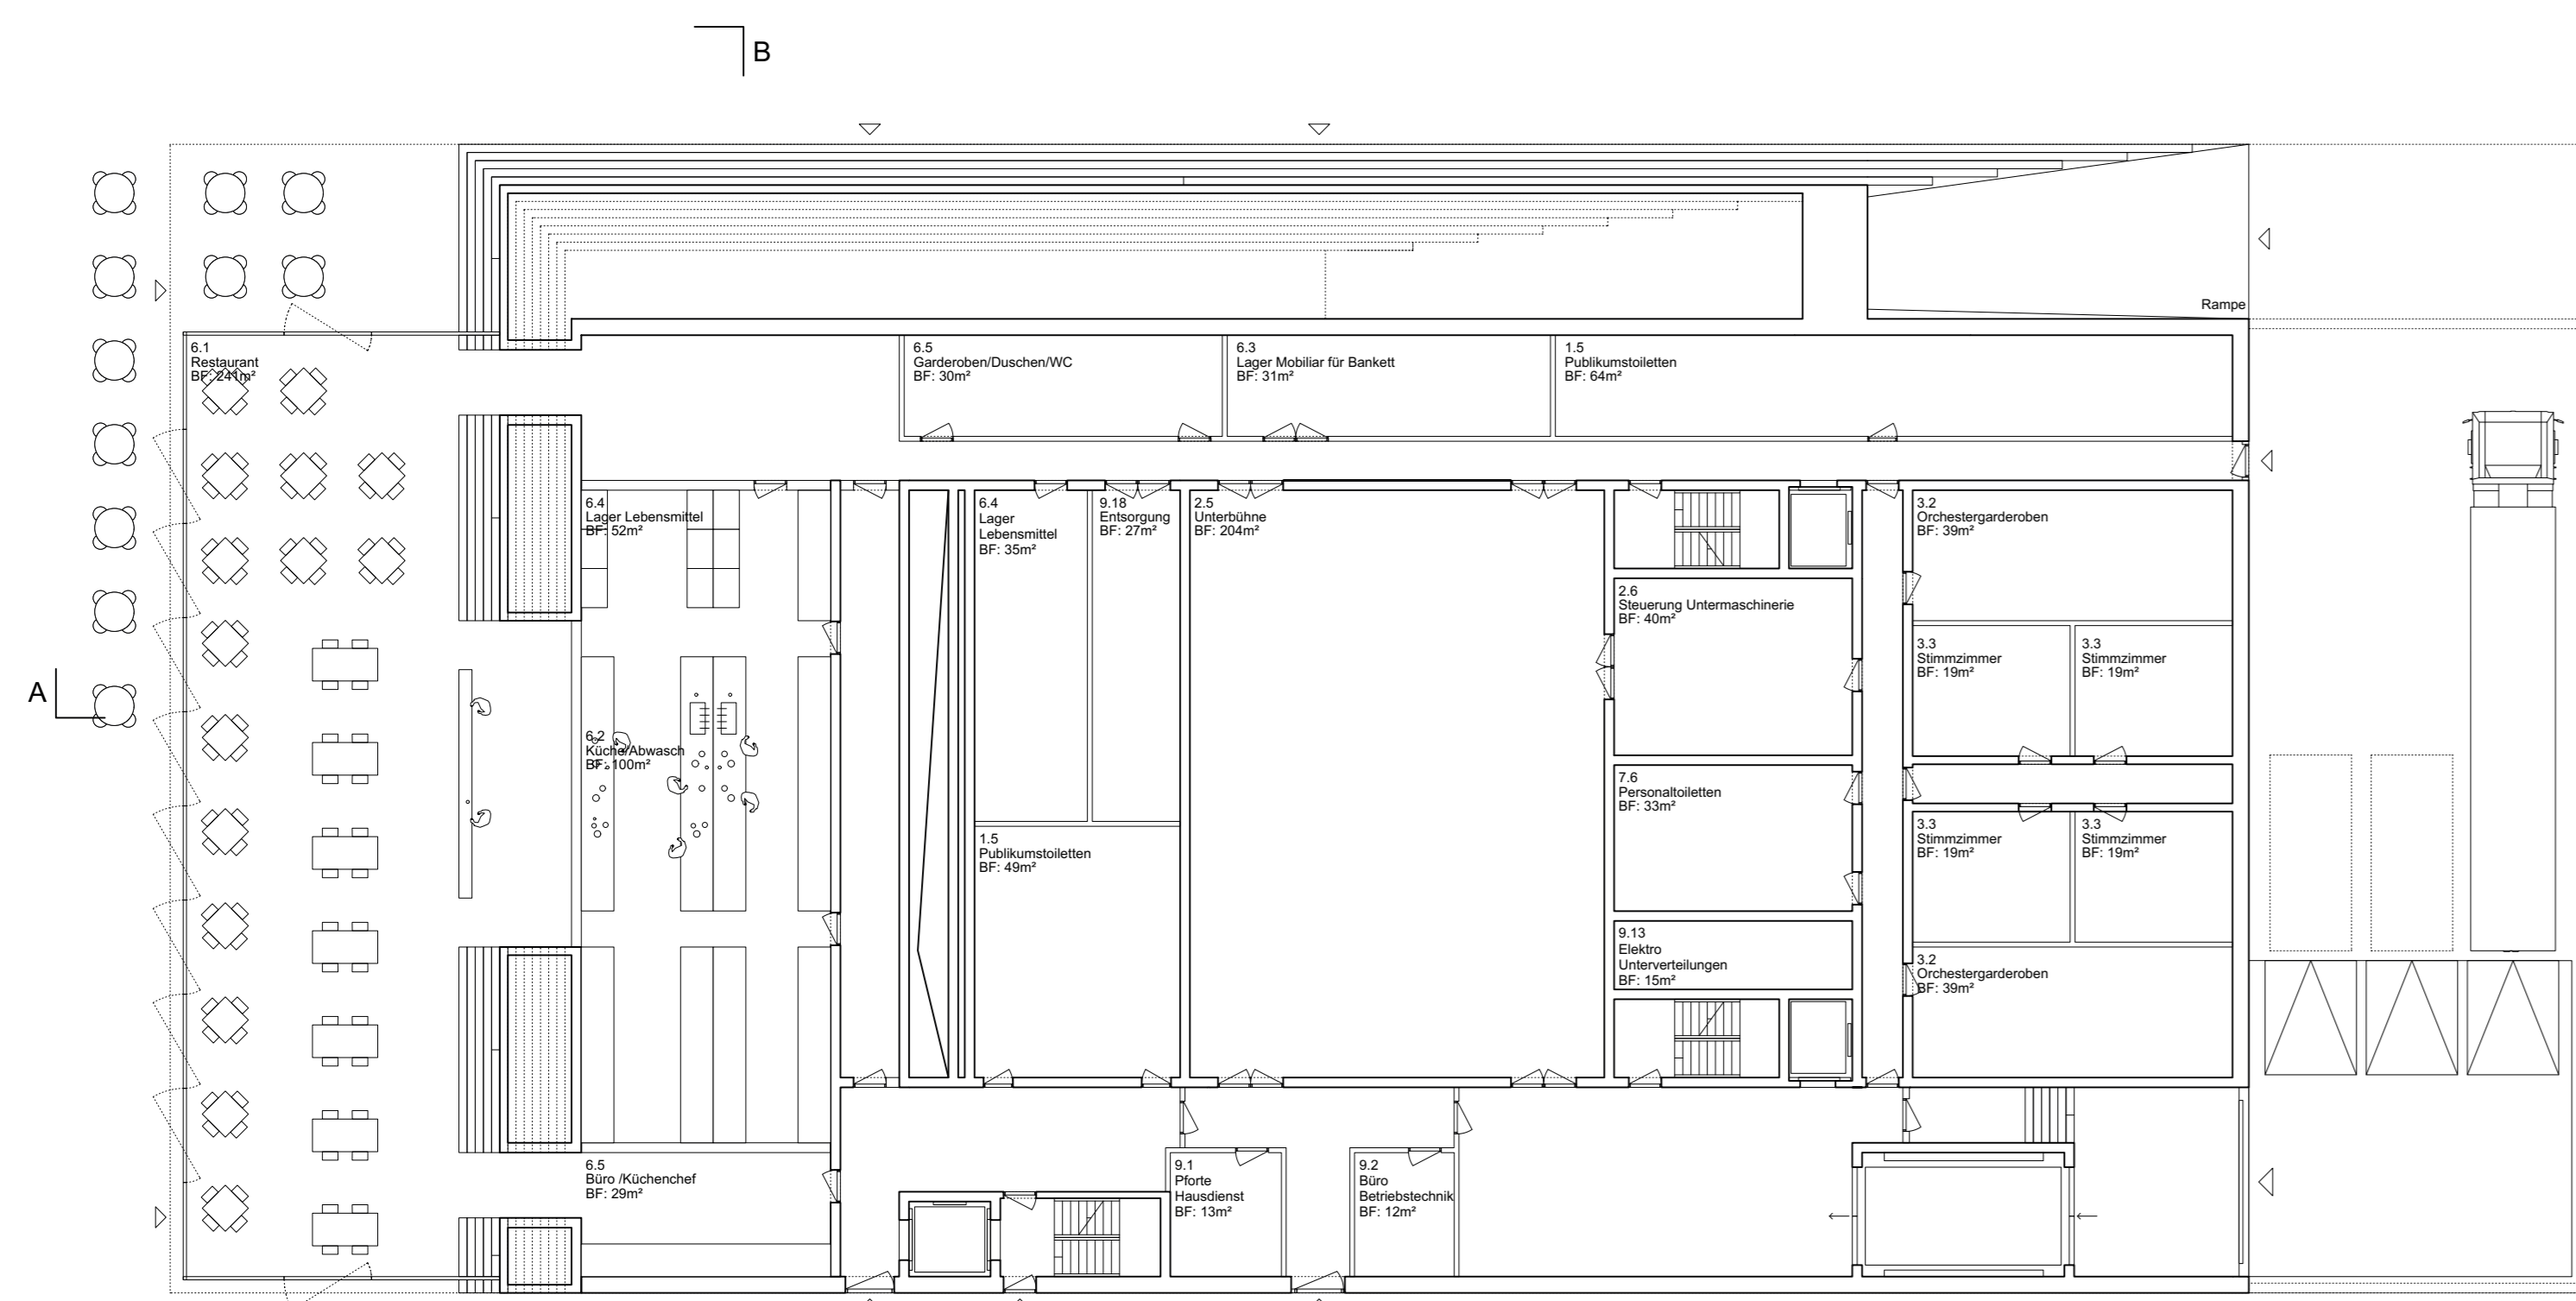 B
Rampe
6.1
Restaurant
BF: 241m²
6.5
Garderoben/Duschen/WC
BF: 30m²
6.3
Lager Mobiliar für Bankett
BF: 31m²
1.5
Publikumstoiletten
BF: 64m²
6.4
Lager Lebensmittel
BF: 52m²
6.4
Lager
Lebensmittel
BF: 35m²
9.18
Entsorgung
BF: 27m²
2.5
Unterbühne
BF: 204m²
3.2
Orchestergarderoben
BF: 39m²
2.6
Steuerung Untermaschinerie
BF: 40m²
3.3
Stimmzimmer
BF: 19m²
3.3
Stimmzimmer
BF: 19m²
A
6.2
Küche/Abwasch
BF: 100m²
7.6
Personaltoiletten
BF: 33m²
1.5
Publikumstoiletten
BF: 49m²
3.3
Stimmzimmer
BF: 19m²
3.3
Stimmzimmer
BF: 19m²
9.13
Elektro
Unterverteilungen
BF: 15m²
3.2
Orchestergarderoben
BF: 39m²
6.5
Büro /Küchenchef
BF: 29m²
9.1
Pforte
Hausdienst
BF: 13m²
9.2
Büro
Betriebstechnik
BF: 12m²